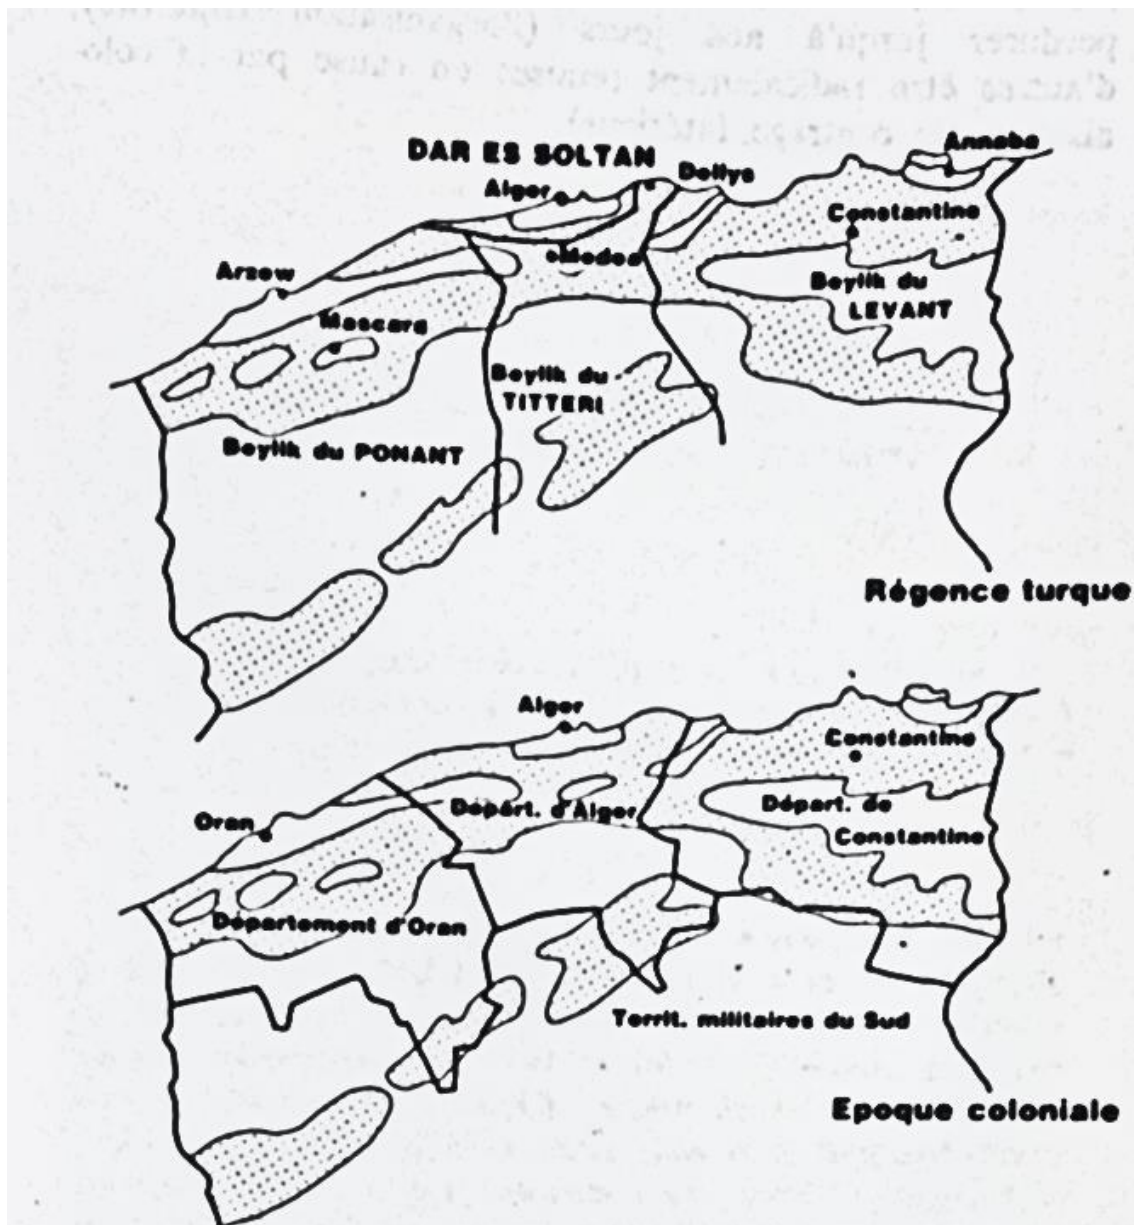 DAR ES SOLTAN
Alger
Dellys
Annaba
Constantine
Medea
Arzew
Mascara
Beylik du
LEVANT
Beylik du
TITTERI
Beylik du PONANT
Régence turque
Alger
Constantine
Oran
Départ. d'Alger
Départ. de
Constantine
Département d'Oran
Territ. militaires du Sud
Epoque coloniale